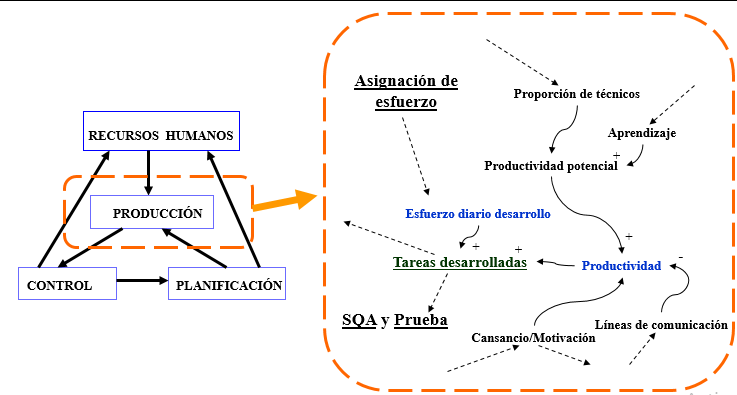 RECURSOS HUMANOS
PRODUCCIÓN
CONTROL
PLANIFICACIÓN
Asignación de
esfuerzo
Proporción de técnicos
Aprendizaje
+
Productividad potencial
Esfuerzo diario desarrollo
+
+
+
Tareas desarrolladas
Productividad
-
SQA y Prueba
Cansancio/Motivación
Líneas de comunicación